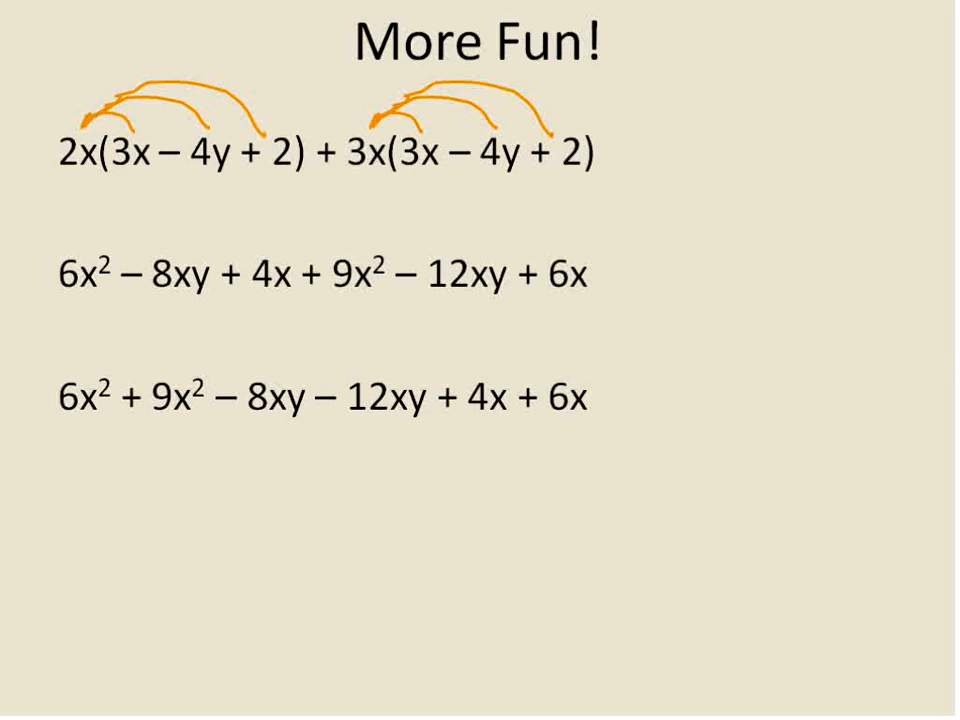 More Fun!
2x(3x – 4y + 2) + 3x(3x – 4y + 2)
6x² – 8xy + 4x + 9x² – 12xy + 6x
6x² + 9x² – 8xy – 12xy + 4x + 6x